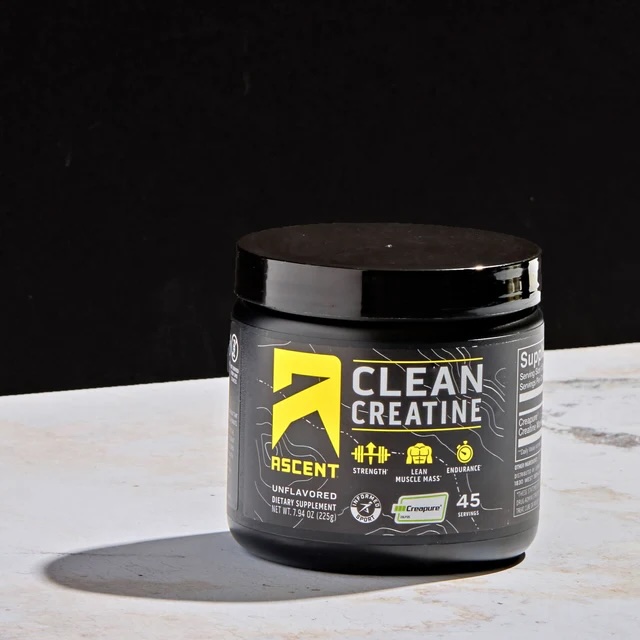 CLEAN
CREATINE
ASCENT
STRENGTH*
LEAN
MUSCLE MASS*
ENDURANCE*
UNFLAVORED
DIETARY SUPPLEMENT
NET WT. 7.94 OZ (225g)
INFORMED
SPORT
Creapure®
45
SERVINGS